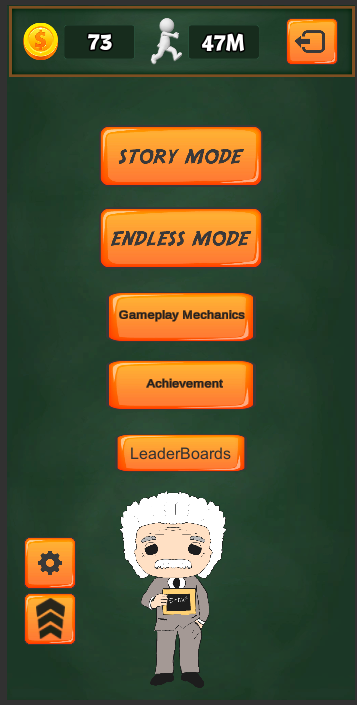 73
47M
STORY MODE
ENDLESS MODE
Gameplay Mechanics
Achievement
LeaderBoards